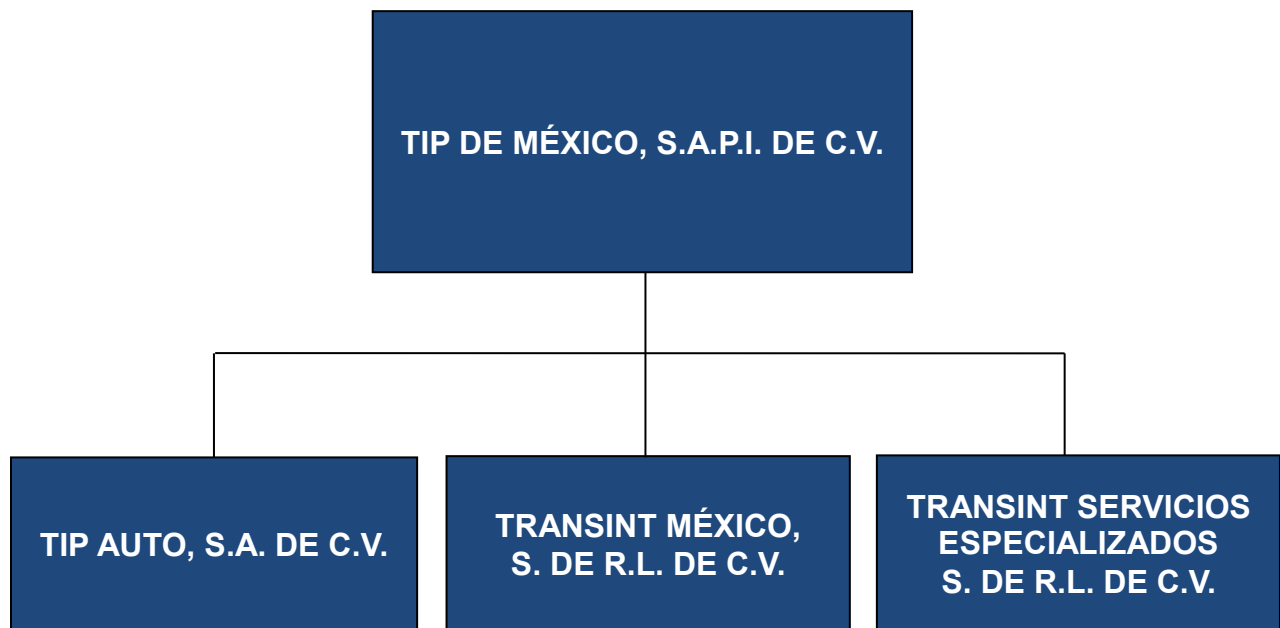 TIP DE MÉXICO, S.A.P.I. DE C.V.
TIP AUTO, S.A. DE C.V.
TRANSINT MÉXICO,
S. DE R.L. DE C.V.
TRANSINT SERVICIOS
ESPECIALIZADOS
S. DE R.L. DE C.V.